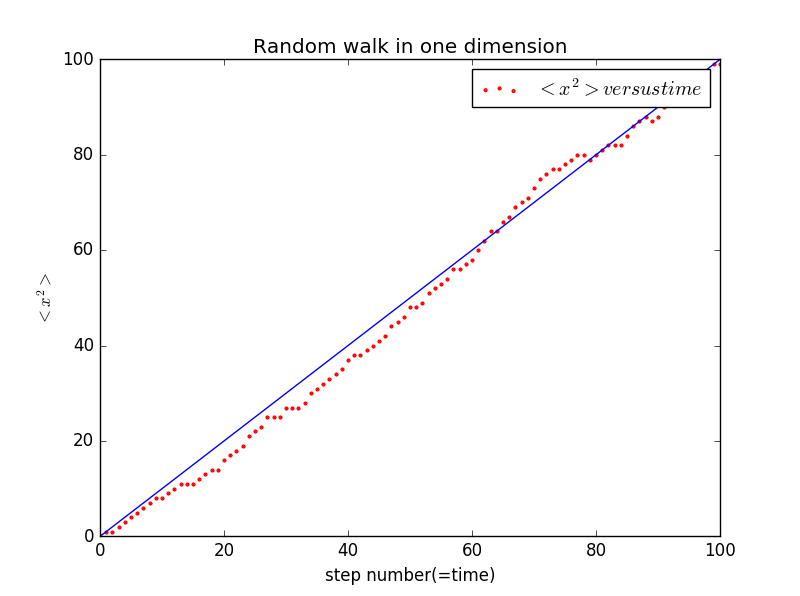 Random walk in one dimension
<x²> versustime
100
80
60
40
20
0
<x²>
0 20 40 60 80 100
step number(=time)